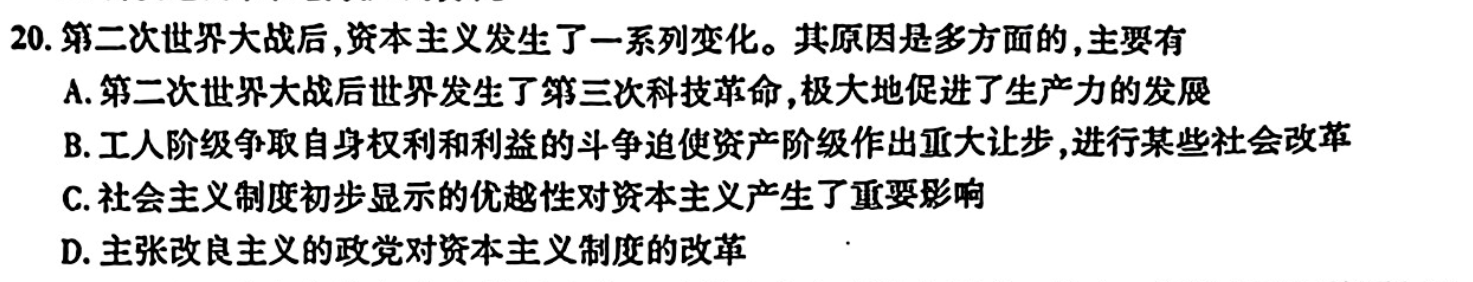 20. 第二次世界大战后,资本主义发生了一系列变化。其原因是多方面的,主要有
A. 第二次世界大战后世界发生了第三次科技革命,极大地促进了生产力的发展
B. 工人阶级争取自身权利和利益的斗争迫使资产阶级作出重大让步,进行某些社会改革
C. 社会主义制度初步显示的优越性对资本主义产生了重要影响
D. 主张改良主义的政党对资本主义制度的改革